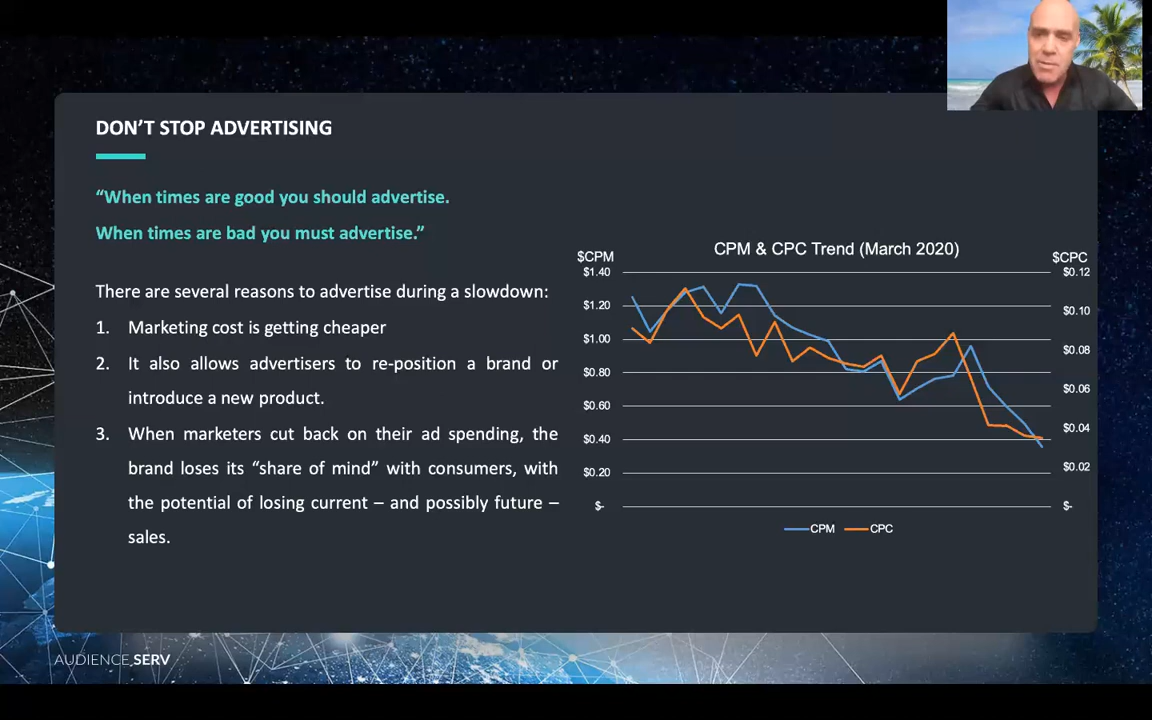 DON’T STOP ADVERTISING
“When times are good you should advertise.
When times are bad you must advertise.”
There are several reasons to advertise during a slowdown:
1. Marketing cost is getting cheaper
2. It also allows advertisers to re-position a brand or
introduce a new product.
3. When marketers cut back on their ad spending, the
brand loses its “share of mind” with consumers, with
the potential of losing current – and possibly future –
sales.
CPM & CPC Trend (March 2020)
$CPM
$1.40
$1.20
$1.00
$0.80
$0.60
$0.40
$0.20
$-
$CPC
$0.12
$0.10
$0.08
$0.06
$0.04
$0.02
$-
CPM CPC
AUDIENCE.SERV